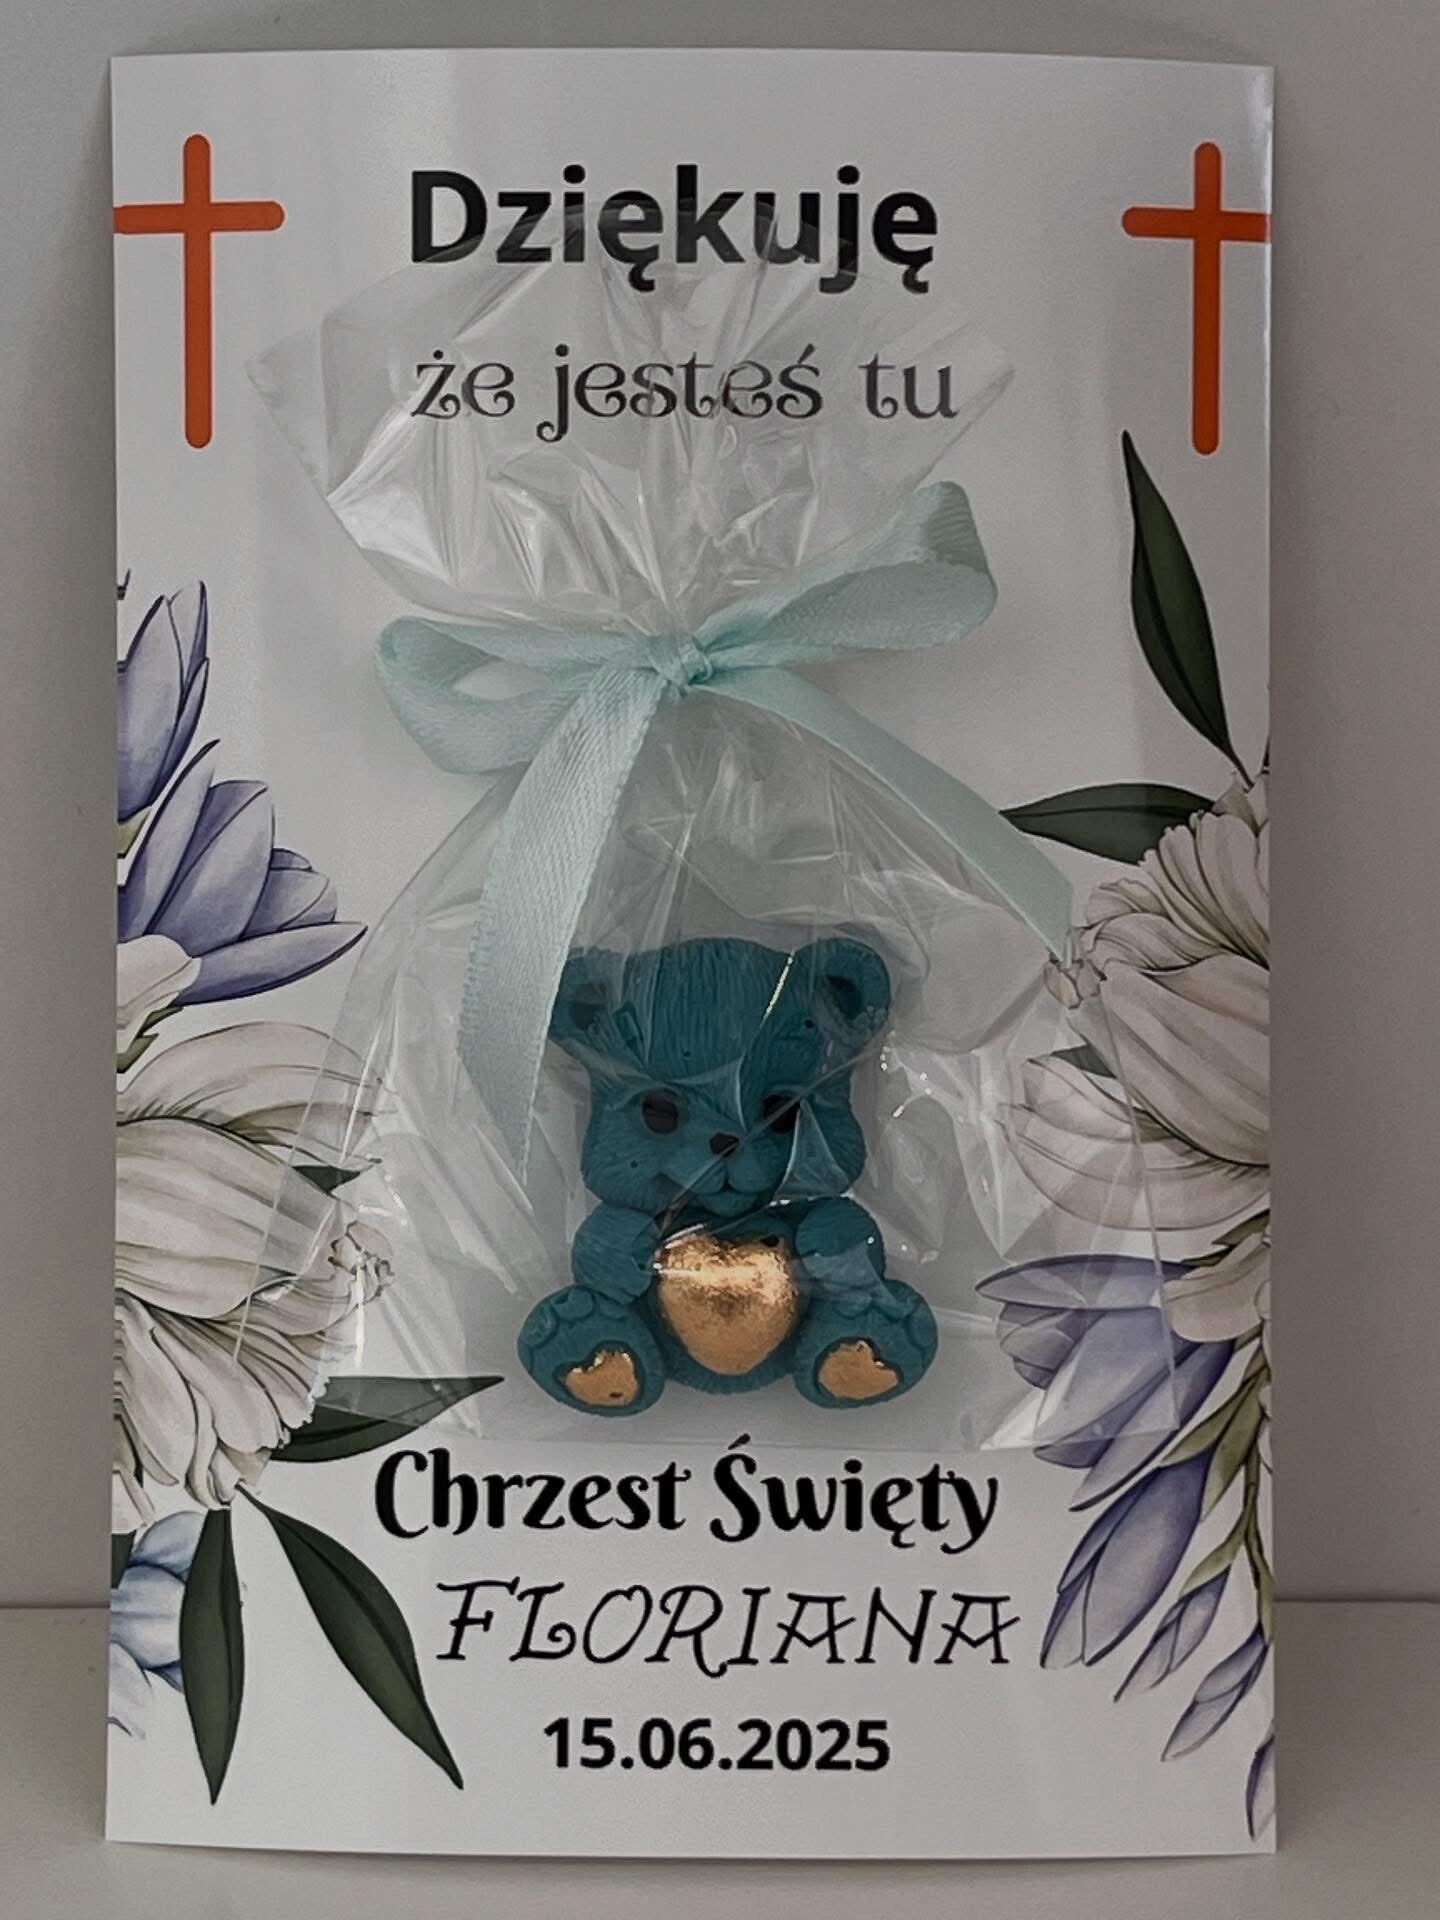 Dziękuję
że jesteś tu
Chrzest Święty
FLORIANA
15.06.2025